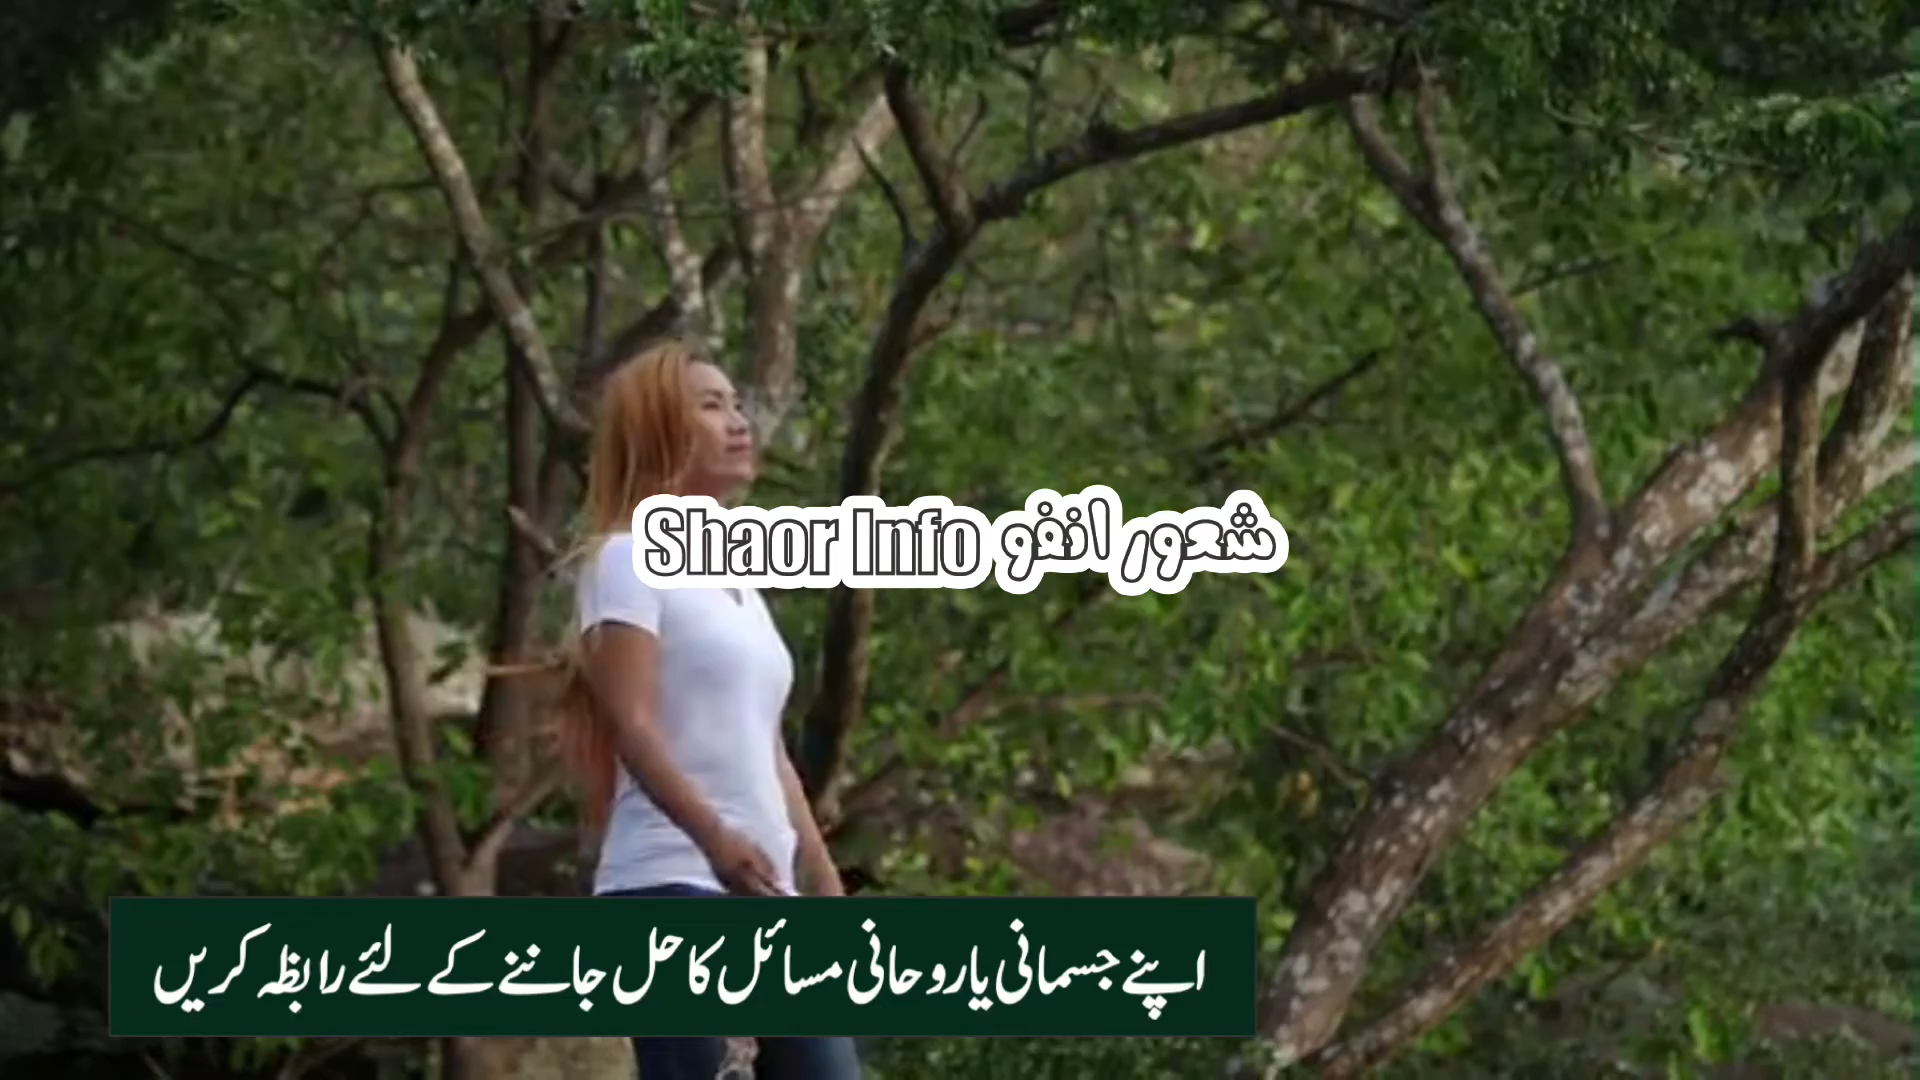 Shaor Info شعور انفو
اپنے جسمانی یا روحانی مسائل کا حل جاننے کے لئے رابطہ کریں